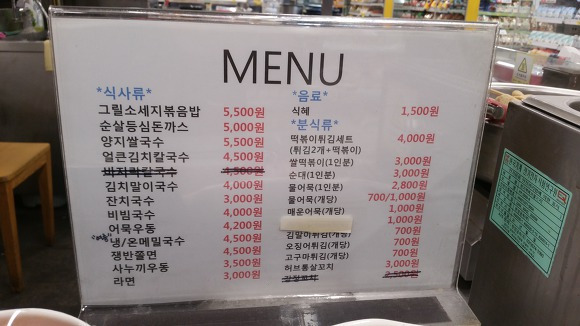 MENU
*식사류*
그릴소세지볶음밥 5,500원
순살등심돈까스 5,000원
양지쌀국수 5,500원
얼큰김치칼국수 4,500원
바지락칼국수 4,500원
김치말이국수 4,000원
잔치국수 3,000원
비빔국수 4,000원
어묵우동 4,200원
냉/온메밀국수 4,500원
쟁반쫄면 4,500원
사누끼우동 3,500원
라면 3,000원
*음료*
식혜 1,500원
*분식류*
떡볶이튀김세트 4,000원
(튀김2개+떡볶이)
쌀떡볶이(1인분) 3,000원
순대(1인분) 3,000원
물어묵(1인분) 2,800원
물어묵(개당) 700/1,000원
매운어묵(개당) 1,000원
1,000원
김말이튀김(개당) 700원
오징어튀김(개당) 700원
고구마튀김(개당) 700원
허브통살꼬치 3,000원
2,500원